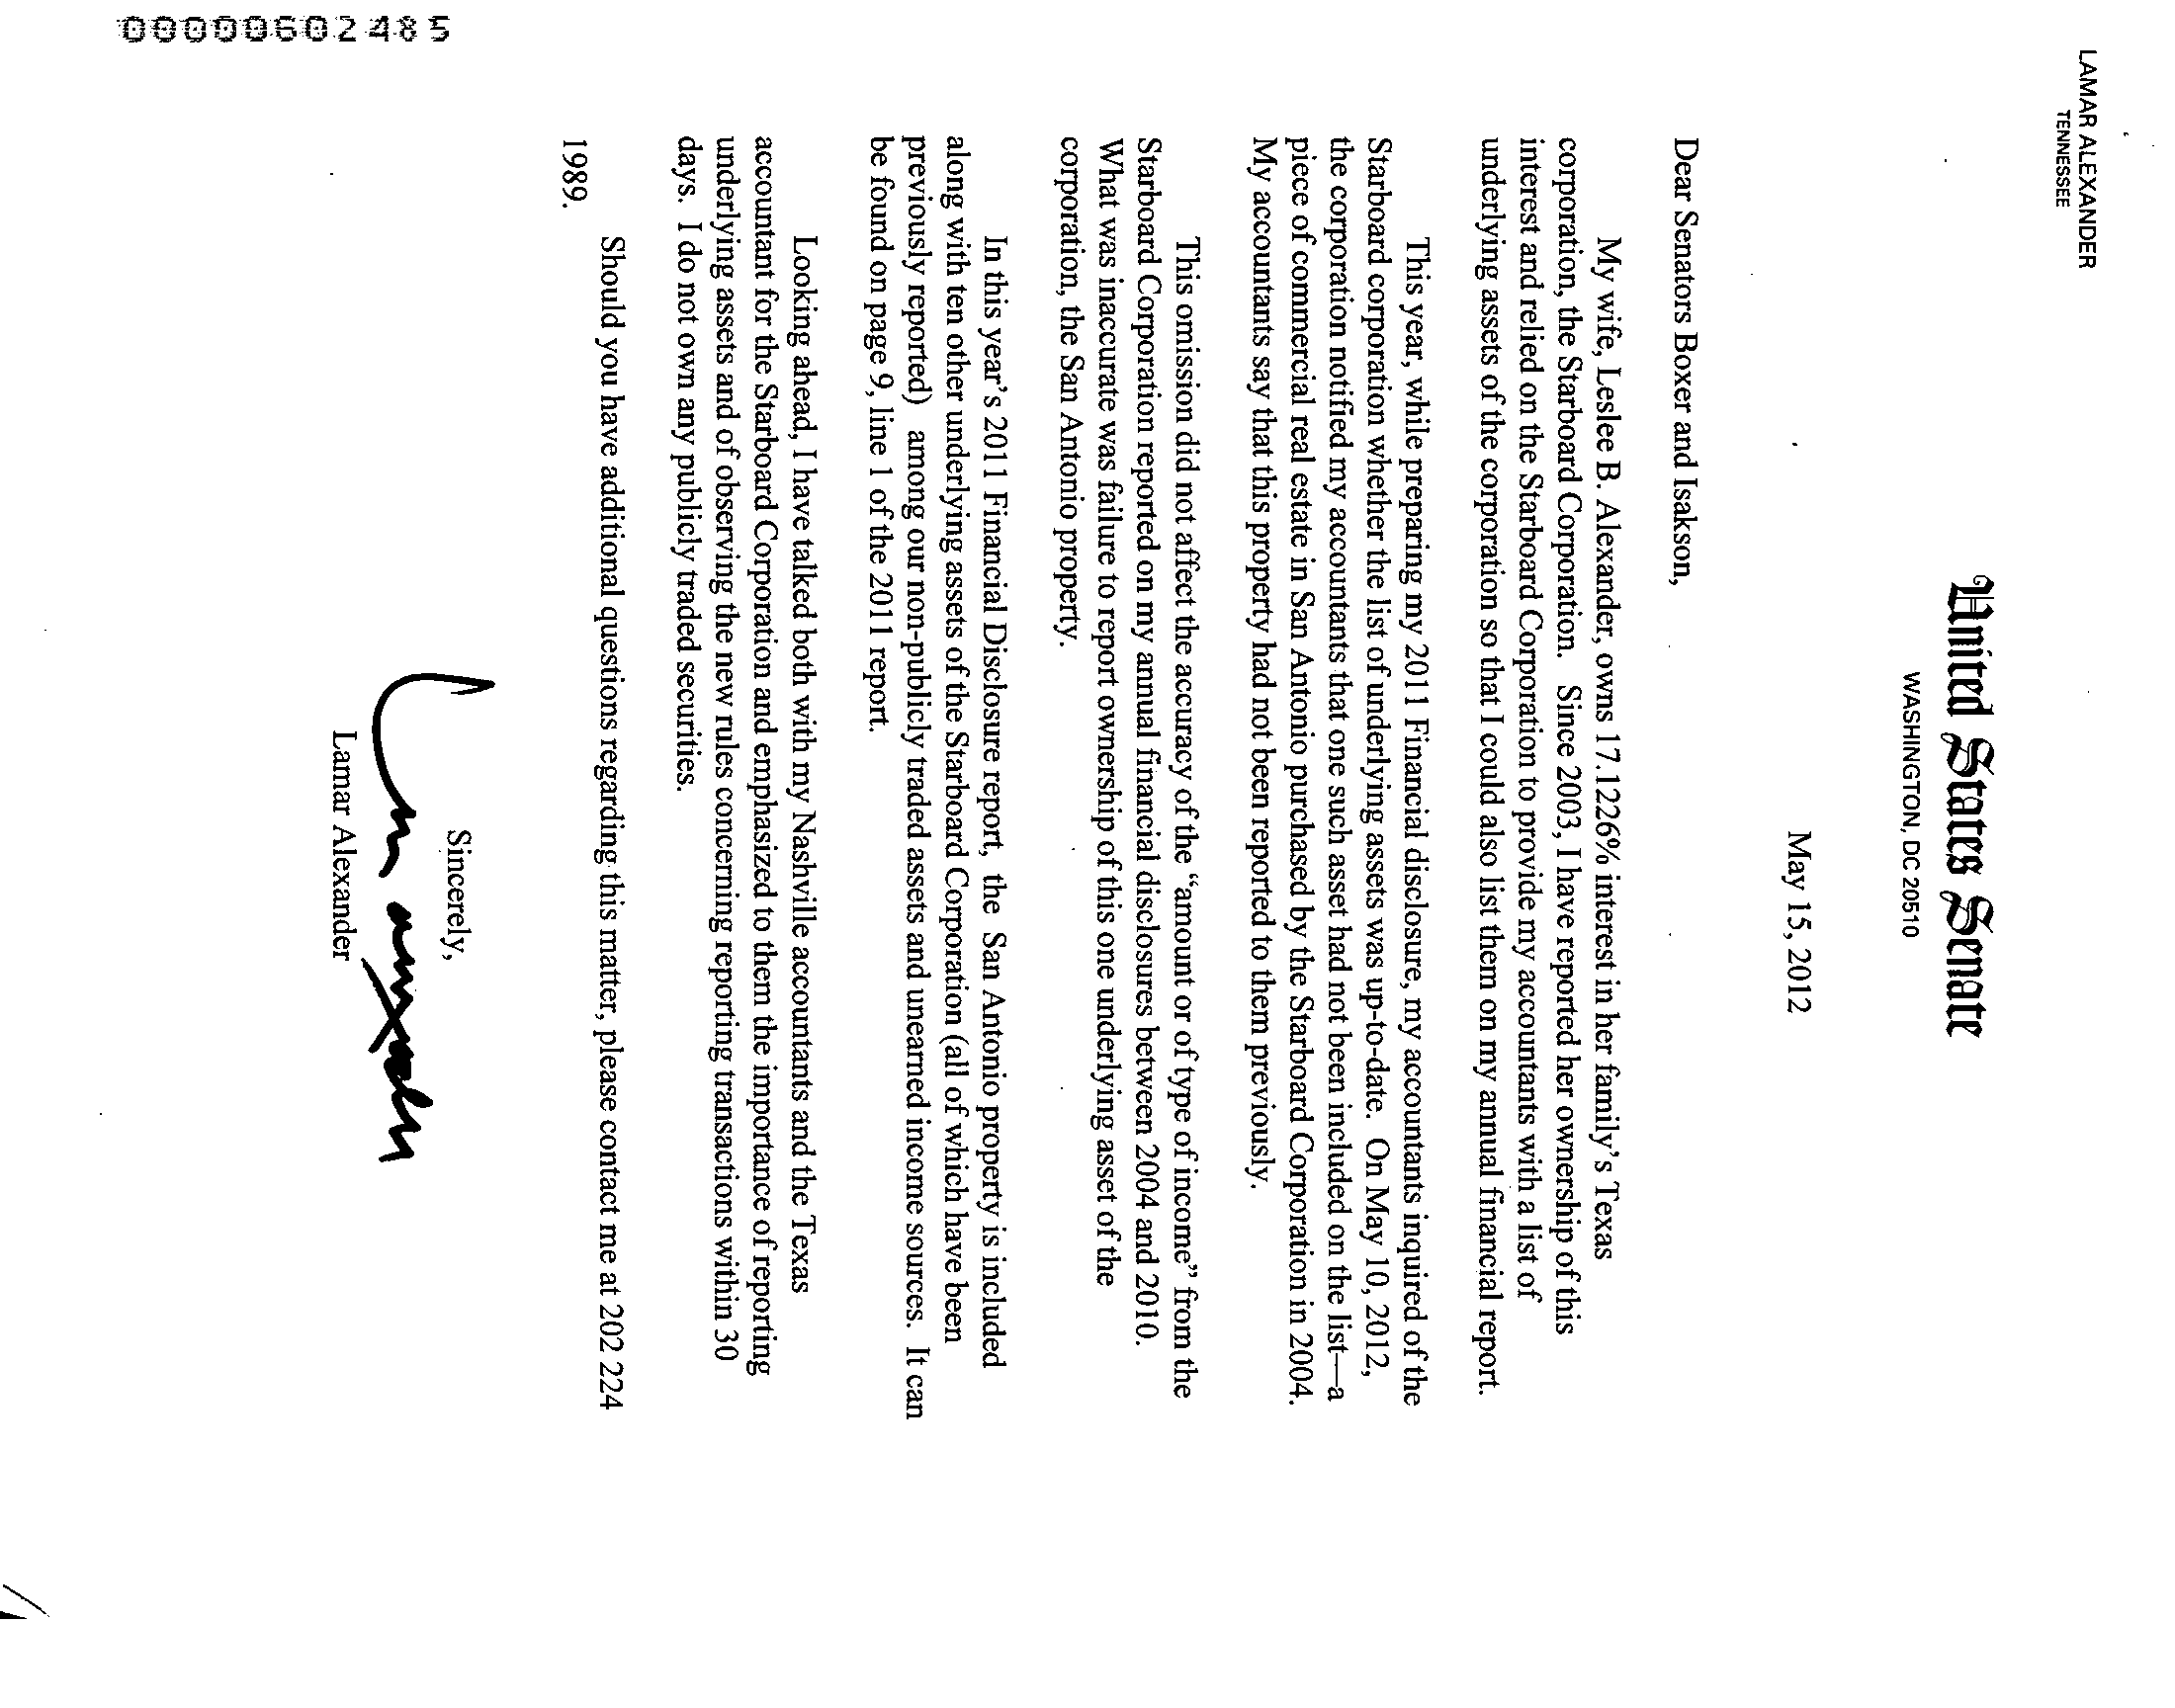 LAMAR ALEXANDER
TENNESSEE
United States Senate
WASHINGTON, DC 20510
May 15, 2012
Dear Senators Boxer and Isakson,
My wife, Leslee B. Alexander, owns 17.1226% interest in her family's Texas
corporation, the Starboard Corporation. Since 2003, I have reported her ownership of this
interest and relied on the Starboard Corporation to provide my accountants with a list of
underlying assets of the corporation so that I could also list them on my annual financial report.
This year, while preparing my 2011 Financial disclosure, my accountants inquired of the
Starboard corporation whether the list of underlying assets was up-to-date. On May 10, 2012,
the corporation notified my accountants that one such asset had not been included on the list—a
piece of commercial real estate in San Antonio purchased by the Starboard Corporation in 2004.
My accountants say that this property had not been reported to them previously.
This omission did not affect the accuracy of the “amount or of type of income” from the
Starboard Corporation reported on my annual financial disclosures between 2004 and 2010.
What was inaccurate was failure to report ownership of this one underlying asset of the
corporation, the San Antonio property.
In this year's 2011 Financial Disclosure report, the San Antonio property is included
along with ten other underlying assets of the Starboard Corporation (all of which have been
previously reported) among our non-publicly traded assets and unearned income sources. It can
be found on page 9, line 1 of the 2011 report.
Looking ahead, I have talked both with my Nashville accountants and the Texas
accountant for the Starboard Corporation and emphasized to them the importance of reporting
underlying assets and of observing the new rules concerning reporting transactions within 30
days. I do not own any publicly traded securities.
Should you have additional questions regarding this matter, please contact me at 202 224
1989.
Sincerely,
Lamar Alexander
00000602485